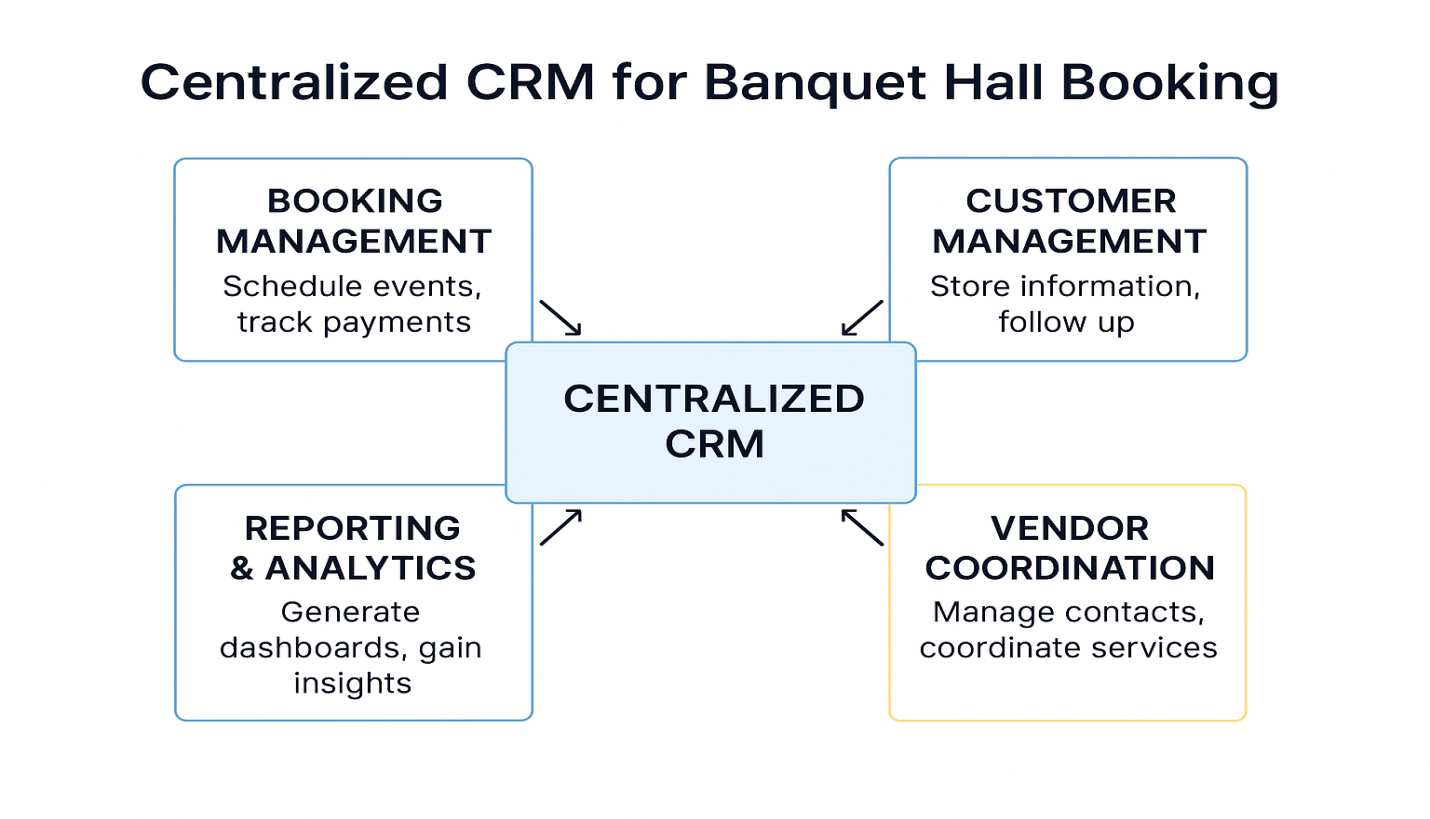 Centralized CRM for Banquet Hall Booking
BOOKING
MANAGEMENT
Schedule events,
track payments
CUSTOMER
MANAGEMENT
Store information,
follow up
CENTRALIZED
CRM
REPORTING
& ANALYTICS
Generate
dashboards, gain
insights
VENDOR
COORDINATION
Manage contacts,
coordinate services